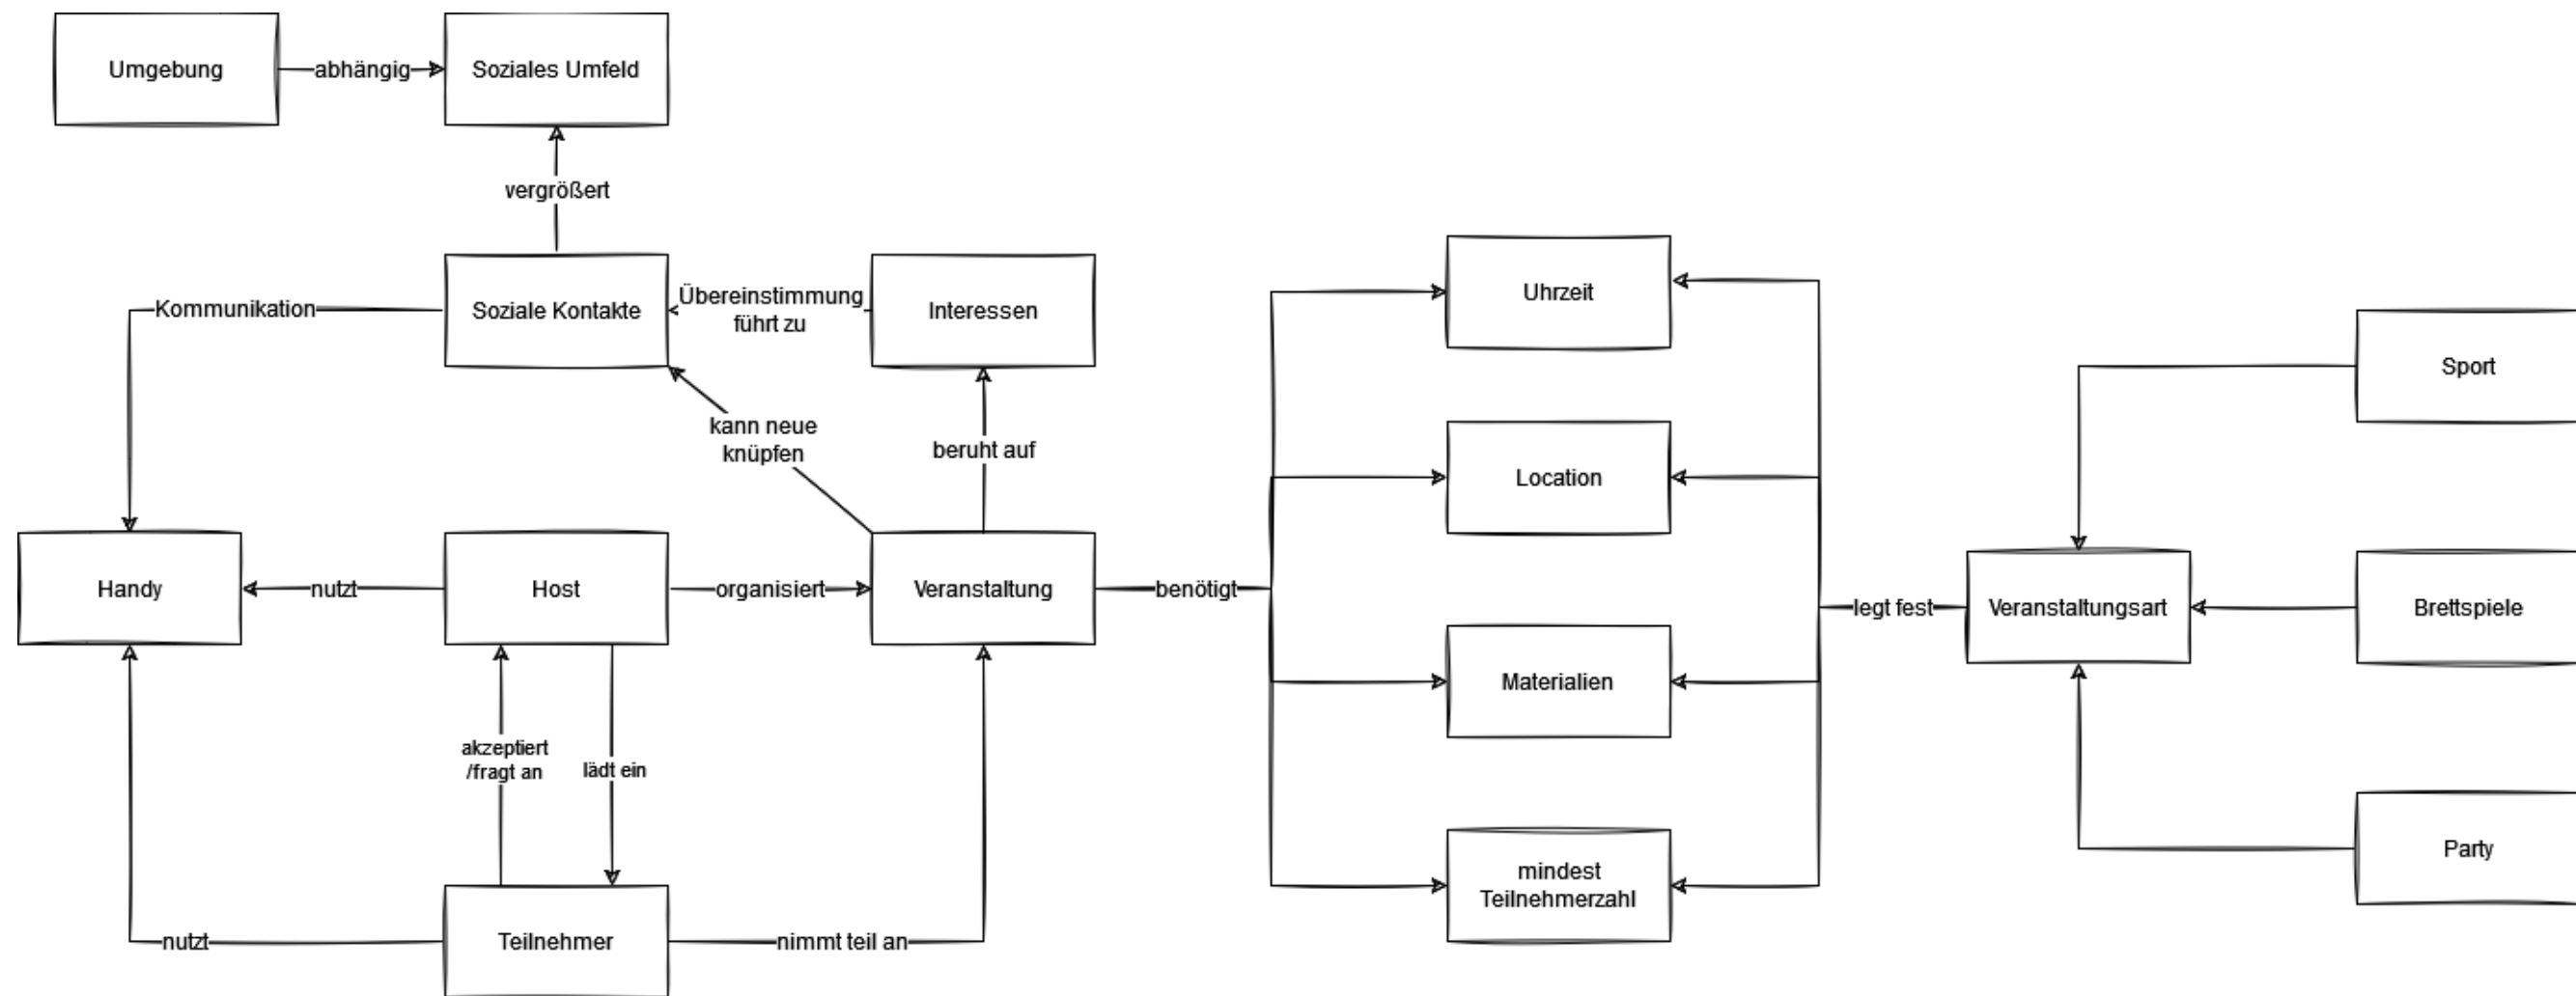 Umgebung
abhängig
Soziales Umfeld
vergrößert
Kommunikation
Soziale Kontakte
Übereinstimmung
führt zu
Interessen
Uhrzeit
Sport
kann neue
knüpfen
beruht auf
Location
Handy
nutzt
Host
organisiert
Veranstaltung
benötigt
legt fest
Veranstaltungsart
Brettspiele
Materialien
akzeptiert
/fragt an
lädt ein
mindest
Teilnehmerzahl
Party
nutzt
Teilnehmer
nimmt teil an